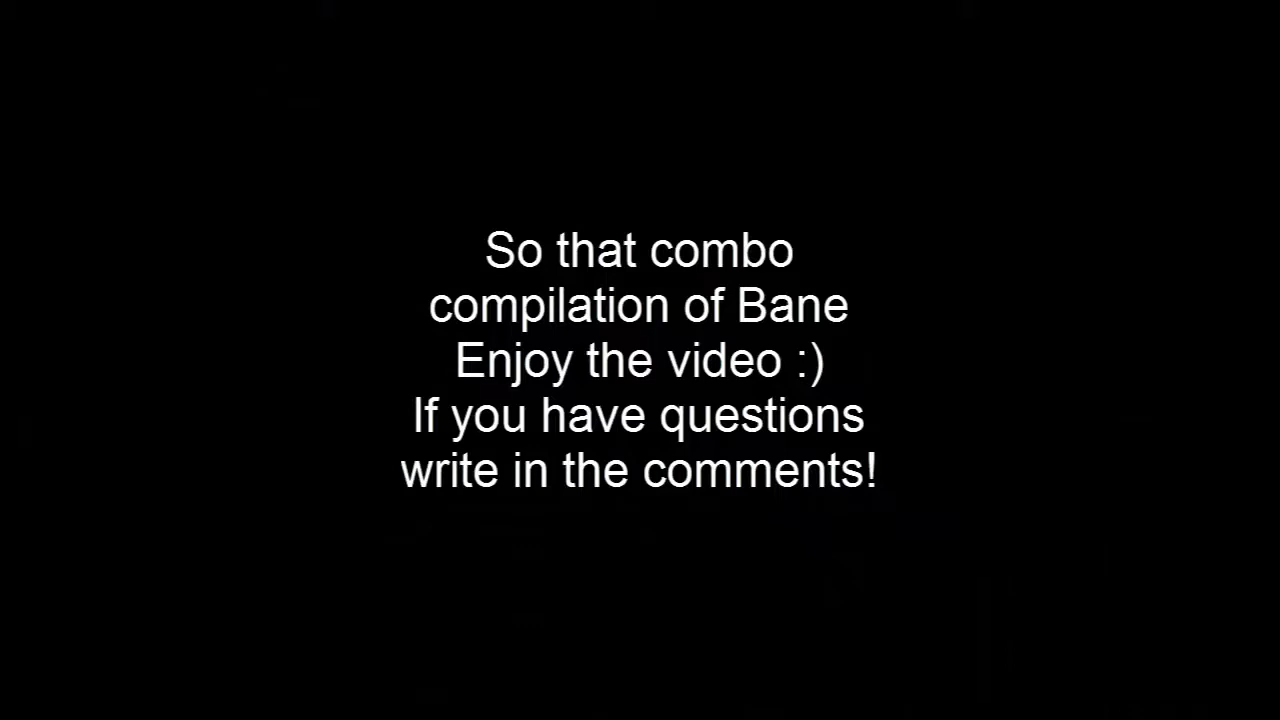 So that combo
compilation of Bane
Enjoy the video :)
If you have questions
write in the comments!